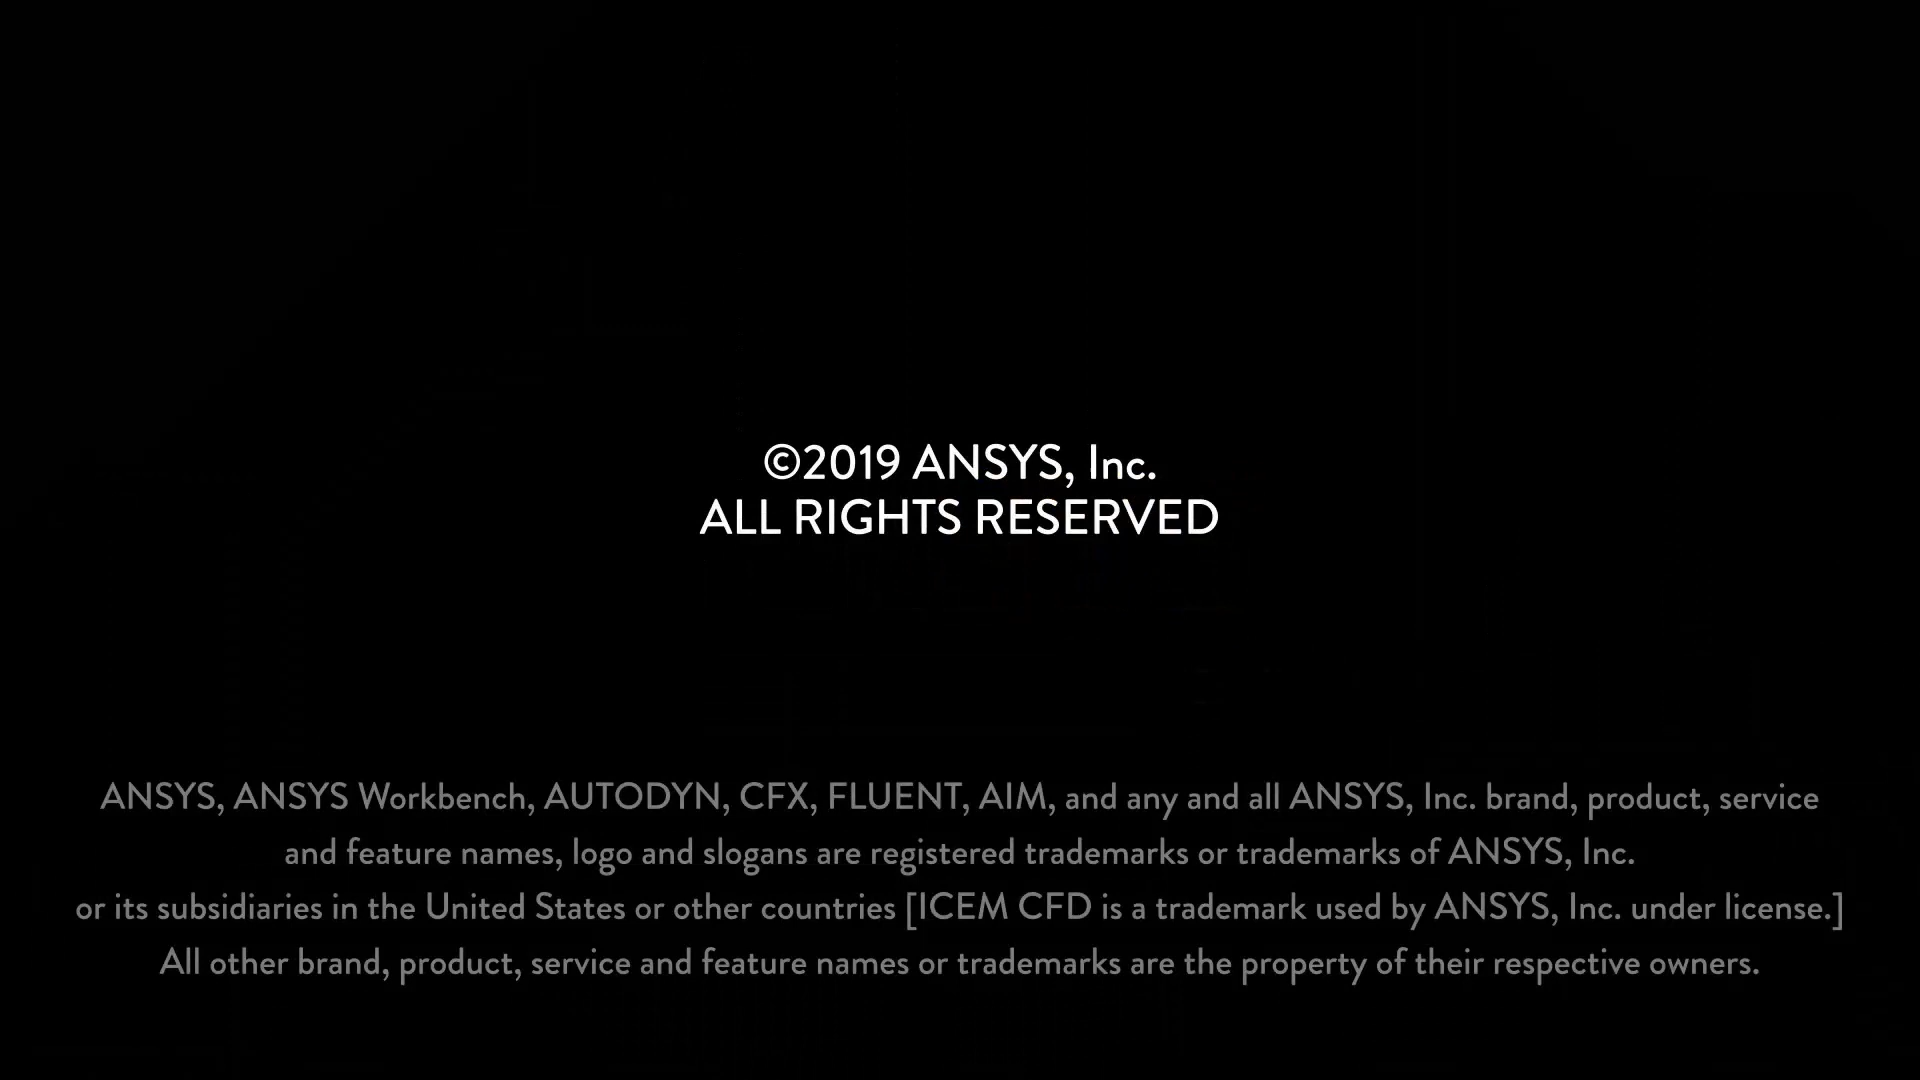 ©2019 ANSYS, Inc.
ALL RIGHTS RESERVED
ANSYS, ANSYS Workbench, AUTODYN, CFX, FLUENT, AIM, and any and all ANSYS, Inc. brand, product, service
and feature names, logo and slogans are registered trademarks or trademarks of ANSYS, Inc.
or its subsidiaries in the United States or other countries [ICEM CFD is a trademark used by ANSYS, Inc. under license.]
All other brand, product, service and feature names or trademarks are the property of their respective owners.